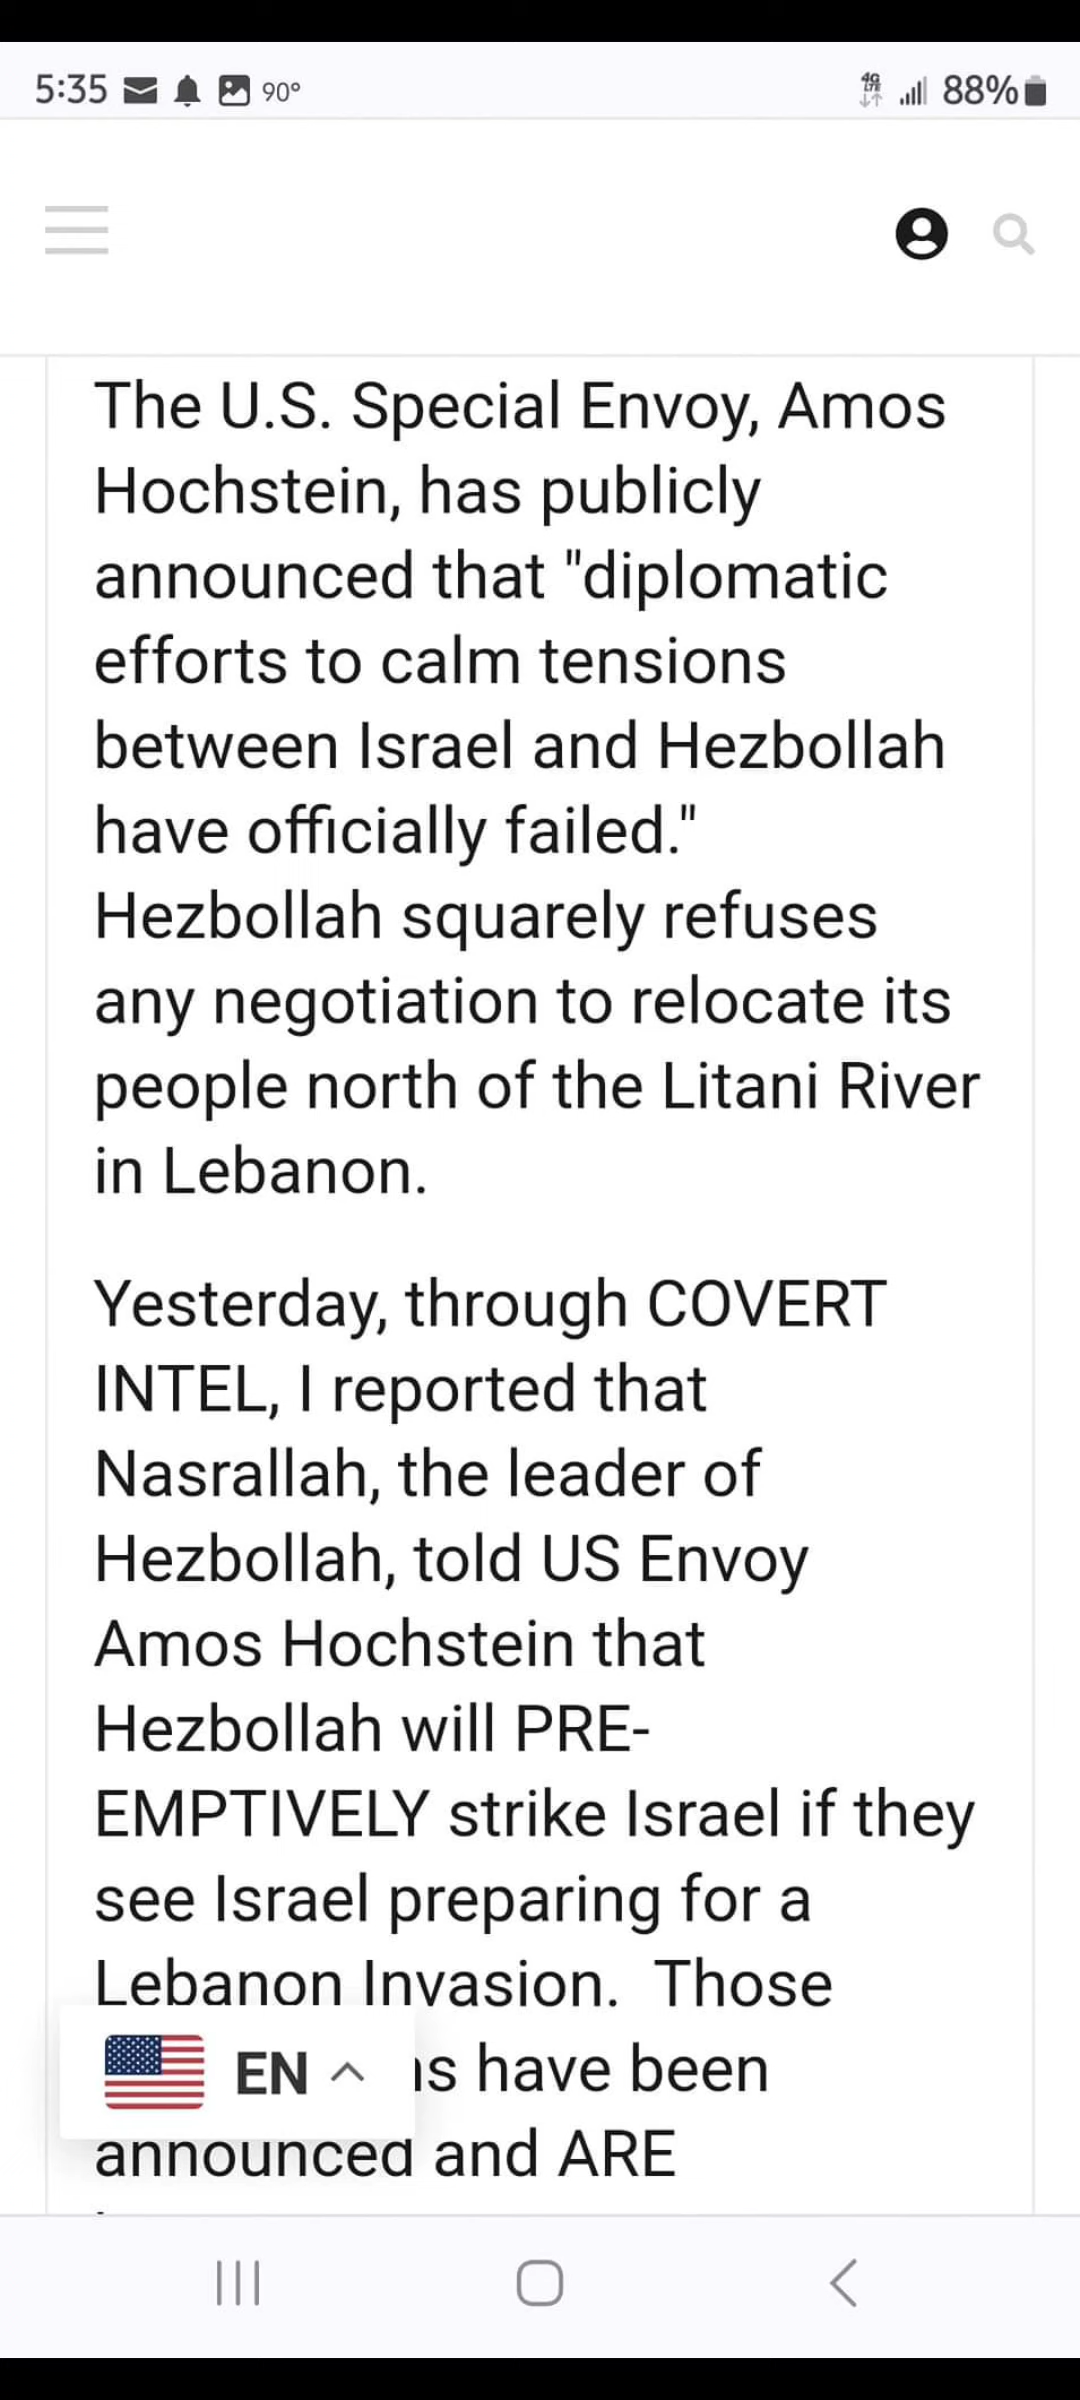 5:35 90° 4G LTE 88%
The U.S. Special Envoy, Amos
Hochstein, has publicly
announced that "diplomatic
efforts to calm tensions
between Israel and Hezbollah
have officially failed."
Hezbollah squarely refuses
any negotiation to relocate its
people north of the Litani River
in Lebanon.
Yesterday, through COVERT
INTEL, I reported that
Nasrallah, the leader of
Hezbollah, told US Envoy
Amos Hochstein that
Hezbollah will PRE-
EMPTIVELY strike Israel if they
see Israel preparing for a
Lebanon Invasion.  Those
EN have been
announced and ARE